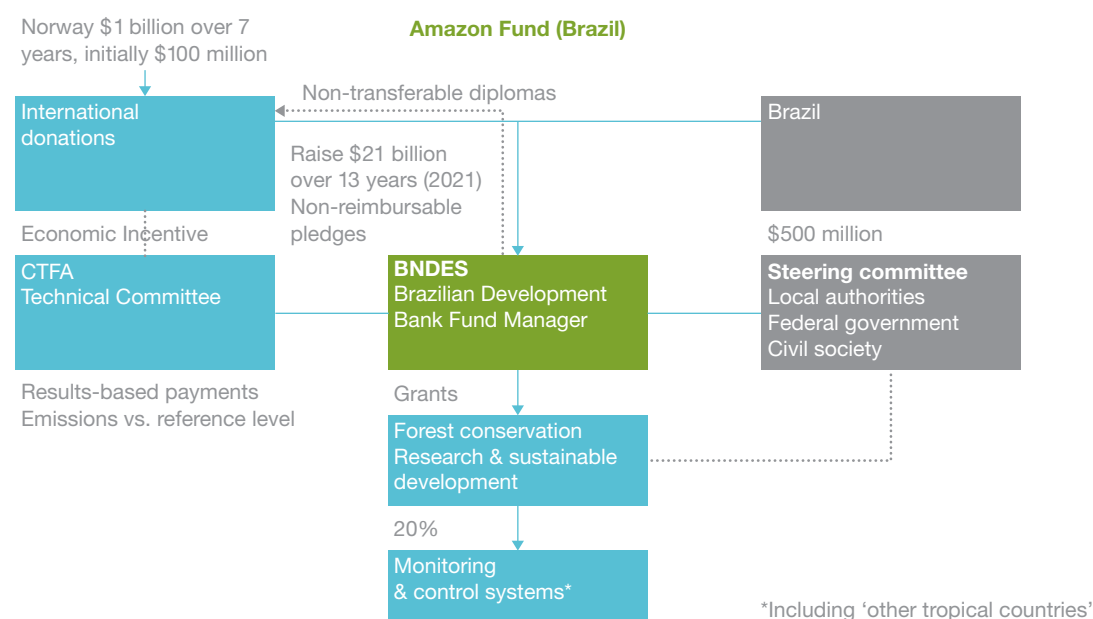 Norway $1 billion over 7
years, initially $100 million
Amazon Fund (Brazil)
Non-transferable diplomas
International
donations
Brazil
Raise $21 billion
over 13 years (2021)
Non-reimbursable
pledges
Economic Incentive
$500 million
CTFA
Technical Committee
BNDES
Brazilian Development
Bank Fund Manager
Steering committee
Local authorities
Federal government
Civil society
Results-based payments
Emissions vs. reference level
Grants
Forest conservation
Research & sustainable
development
20%
Monitoring
& control systems*
*Including ‘other tropical countries’